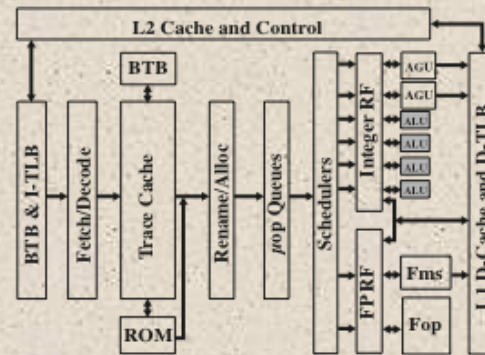 L2 Cache and Control
BTB
BTB & I-TLB
Fetch/Decode
Trace Cache
ROM
Rename/Alloc
µop Queues
Schedulers
Integer RF
FP RF
AGU
AGU
ALU
ALU
ALU
ALU
Fms
Fop
L1 D-Cache and D-TLB